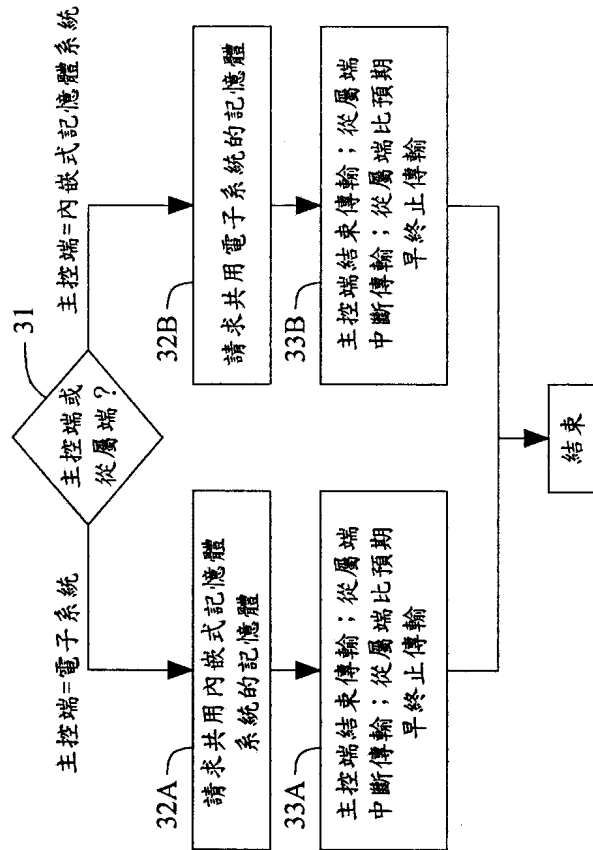 主控端或
從屬端?
31
主控端=電子系統
主控端=內嵌式記憶體系統
32A
請求共用內嵌式記憶體
系統的記憶體
32B
請求共用電子系統的記憶體
33A
主控端結束傳輸;從屬端
中斷傳輸;從屬端比預期
早終止傳輸
33B
主控端結束傳輸;從屬端
中斷傳輸;從屬端比預期
早終止傳輸
結束